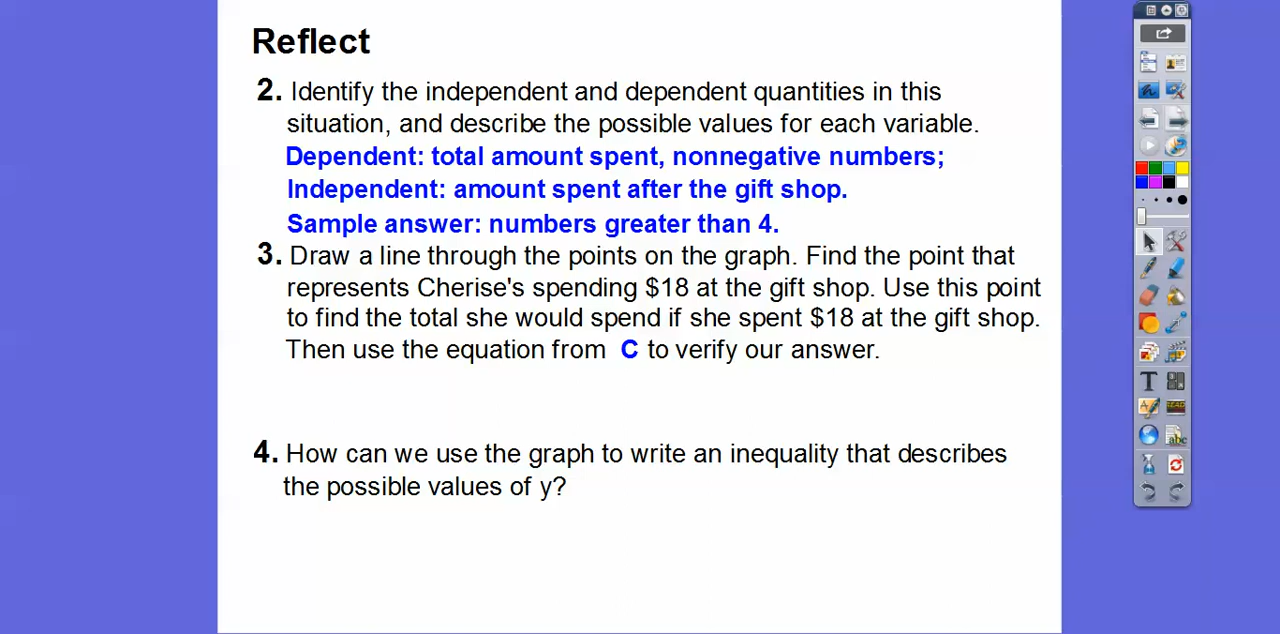 Reflect
2. Identify the independent and dependent quantities in this
situation, and describe the possible values for each variable.
Dependent: total amount spent, nonnegative numbers;
Independent: amount spent after the gift shop.
Sample answer: numbers greater than 4.
3. Draw a line through the points on the graph. Find the point that
represents Cherise's spending $18 at the gift shop. Use this point
to find the total she would spend if she spent $18 at the gift shop.
Then use the equation from C to verify our answer.
4. How can we use the graph to write an inequality that describes
the possible values of y?